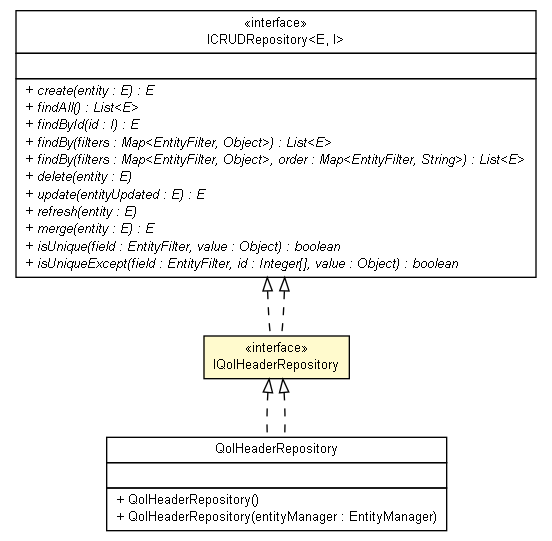 «interface»
ICRUDRepository<E, I>
+ create(entity : E) : E
+ findAll() : List<E>
+ findById(id : I) : E
+ findBy(filters : Map<EntityFilter, Object>) : List<E>
+ findBy(filters : Map<EntityFilter, Object>, order : Map<EntityFilter, String>) : List<E>
+ delete(entity : E)
+ update(entityUpdated : E) : E
+ refresh(entity : E)
+ merge(entity : E) : E
+ isUnique(field : EntityFilter, value : Object) : boolean
+ isUniqueExcept(field : EntityFilter, id : Integer[], value : Object) : boolean
«interface»
IQolHeaderRepository
QolHeaderRepository
+ QolHeaderRepository()
+ QolHeaderRepository(entityManager : EntityManager)